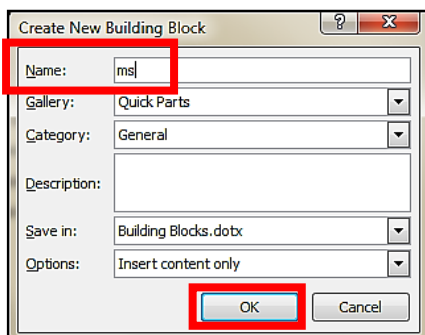 Create New Building Block
Name: ms
Gallery: Quick Parts
Category: General
Description:
Save in: Building Blocks.dotx
Options: Insert content only
OK Cancel